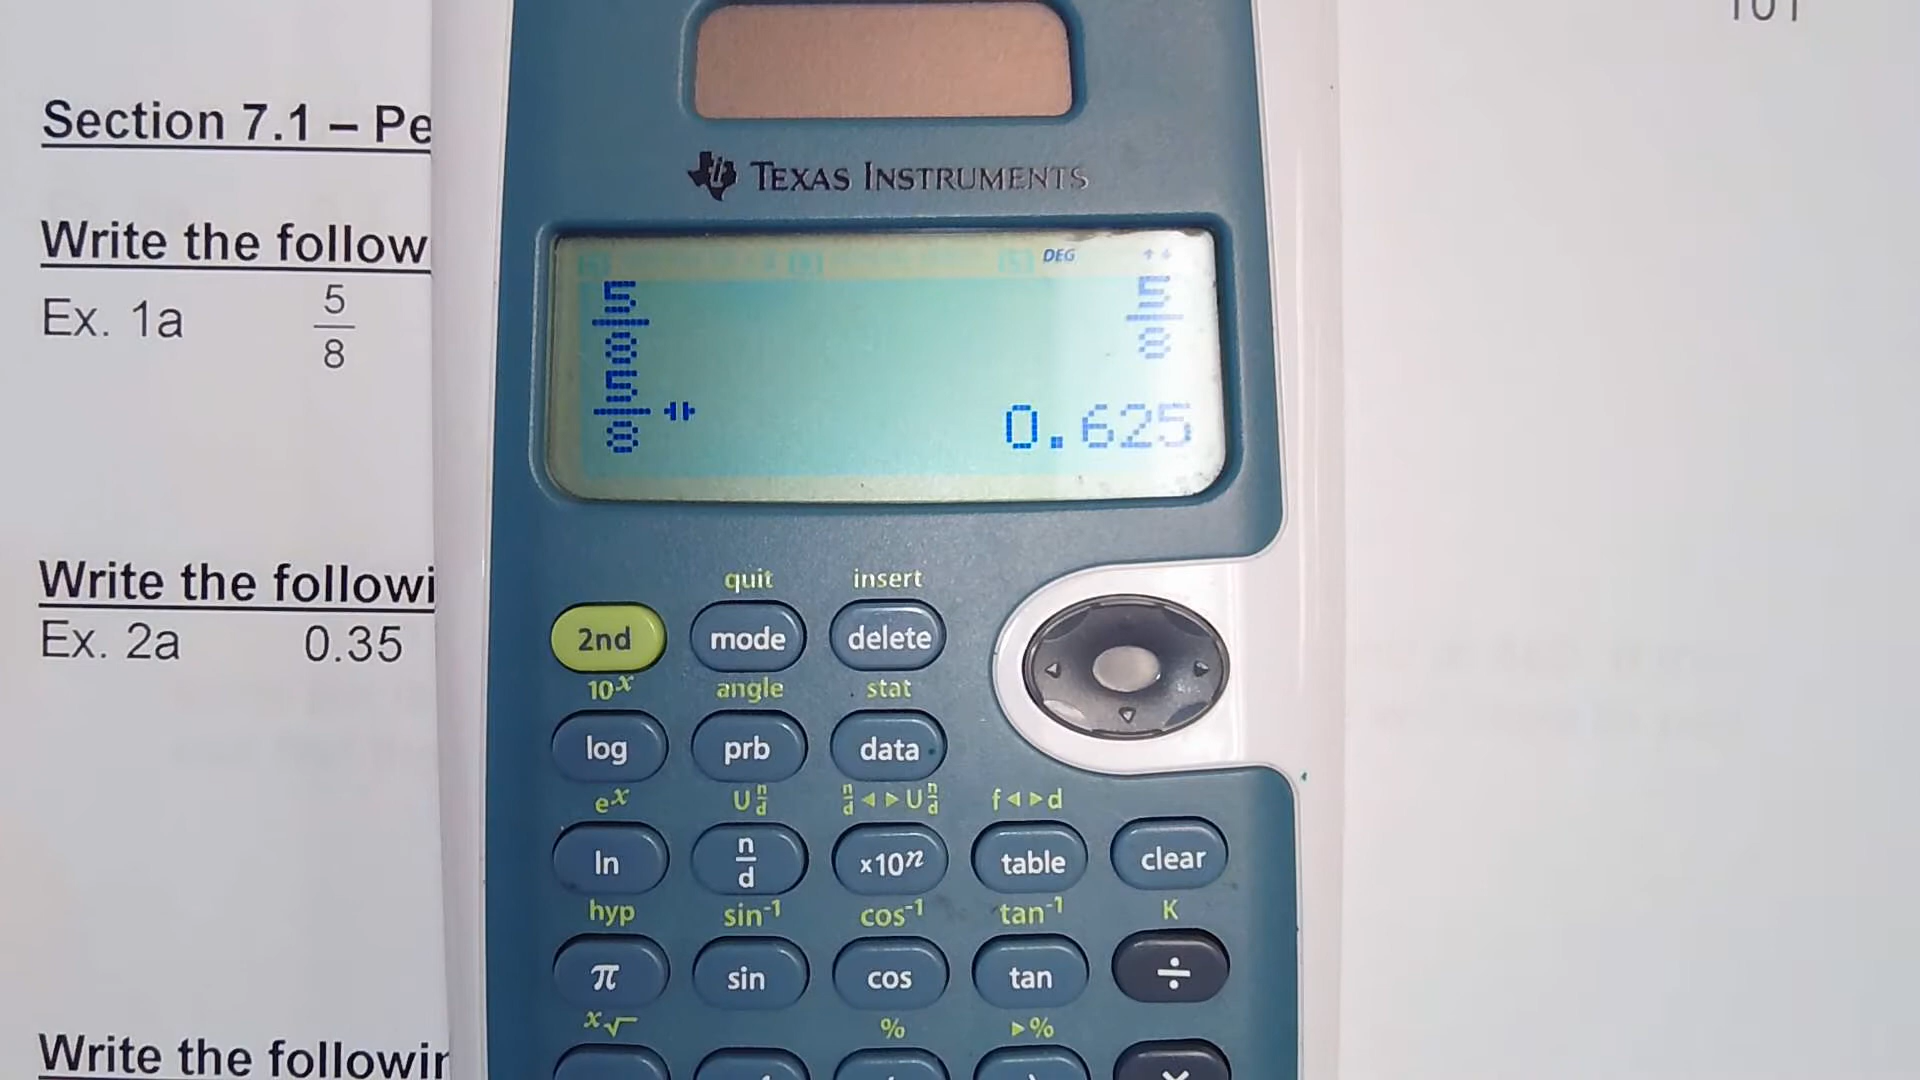 101
Section 7.1 – Pe
Write the follow
Ex. 1a 5/8
Write the followi
Ex. 2a 0.35
Write the followin
TEXAS INSTRUMENTS
DEG
5/8 5/8
5/8 0.625
quit insert
2nd mode delete
10^x angle stat
log prb data
e^x U n/d n/d ◄ ► U n/d f ◄ ► d
ln n/d ×10^n table clear
hyp sin⁻¹ cos⁻¹ tan⁻¹ K
π sin cos tan ÷
x√ % ►%